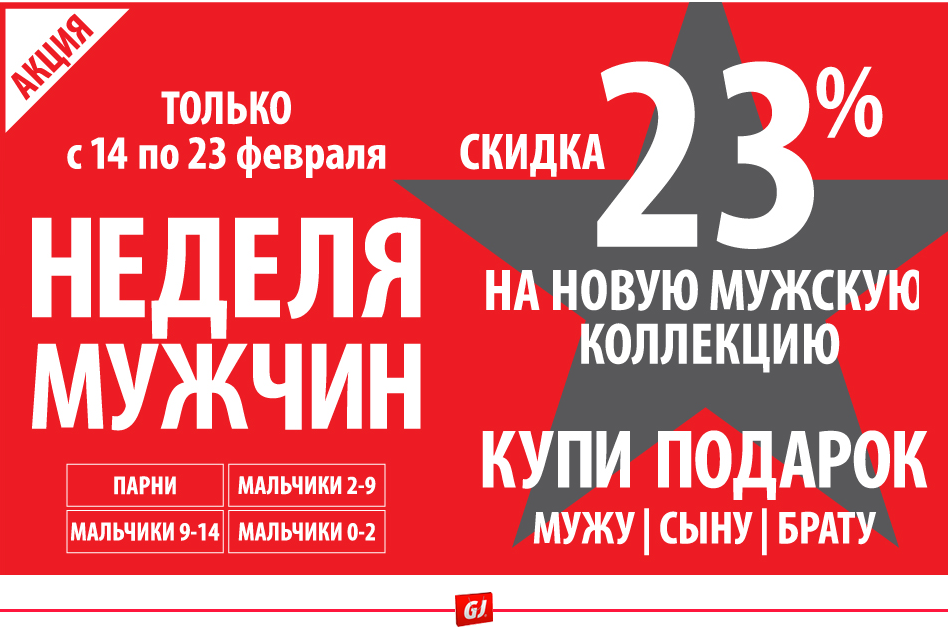 АКЦИЯ
ТОЛЬКО
с 14 по 23 февраля
НЕДЕЛЯ
МУЖЧИН
ПАРНИ
МАЛЬЧИКИ 2-9
МАЛЬЧИКИ 9-14
МАЛЬЧИКИ 0-2
СКИДКА 23%
НА НОВУЮ МУЖСКУЮ
КОЛЛЕКЦИЮ
КУПИ ПОДАРОК
МУЖУ | СЫНУ | БРАТУ
GJ